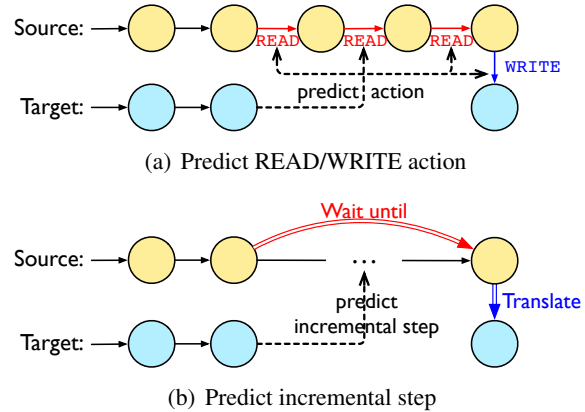 Source:
READ READ READ
WRITE
predict action
Target:
(a) Predict READ/WRITE action
Wait until
Source:
...
predict
incremental step
Translate
Target:
(b) Predict incremental step